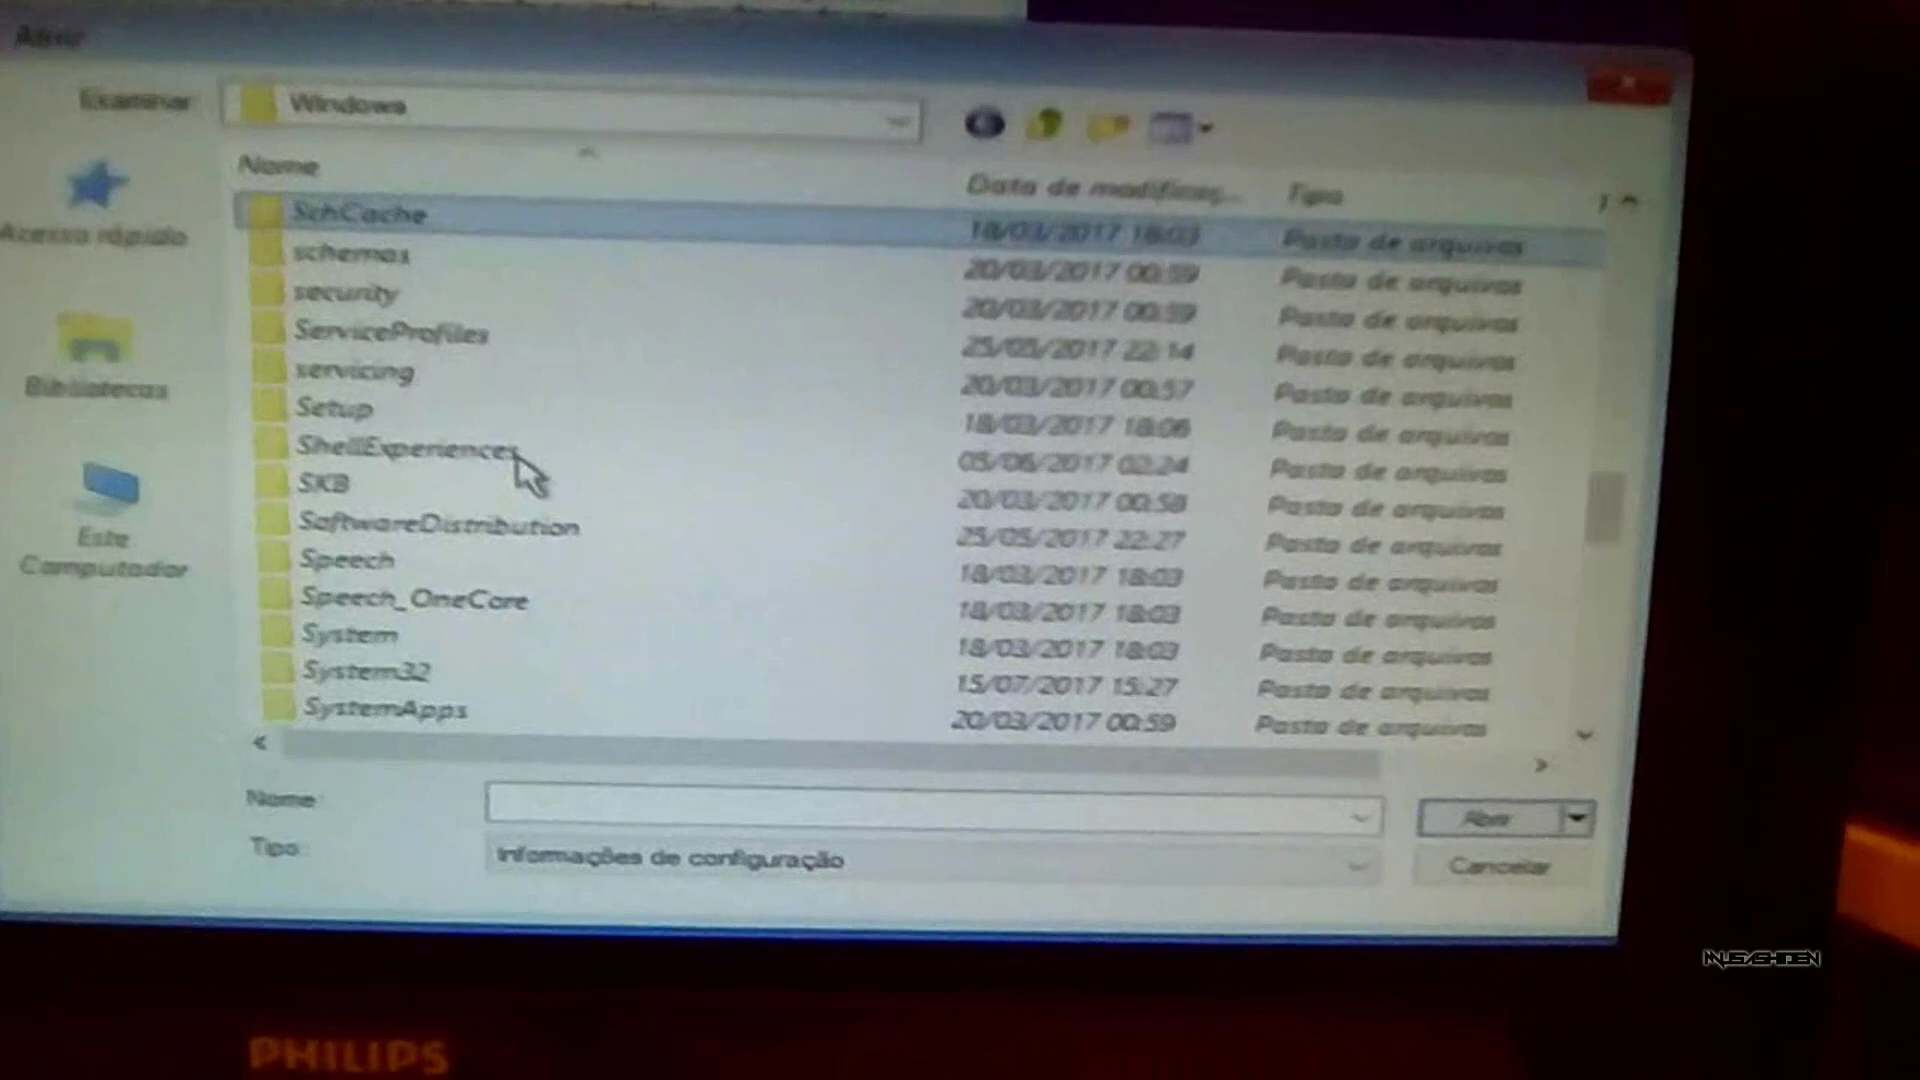 Abrir
Examinar Windows
Nome Data de modificaç... Tipo T
SchCache 18/03/2017 18:03 Pasta de arquivos
schemas 20/03/2017 00:59 Pasta de arquivos
security 20/03/2017 00:59 Pasta de arquivos
ServiceProfiles 25/05/2017 22:14 Pasta de arquivos
servicing 20/03/2017 00:57 Pasta de arquivos
Setup 18/03/2017 18:06 Pasta de arquivos
ShellExperiences 05/06/2017 02:24 Pasta de arquivos
SKB 20/03/2017 00:58 Pasta de arquivos
SoftwareDistribution 25/05/2017 22:27 Pasta de arquivos
Speech 18/03/2017 18:03 Pasta de arquivos
Speech_OneCore 18/03/2017 18:03 Pasta de arquivos
System 18/03/2017 18:03 Pasta de arquivos
System32 15/07/2017 15:27 Pasta de arquivos
SystemApps 20/03/2017 00:59 Pasta de arquivos
Acesso rápido
Bibliotecas
Este
Computador
Nome Abrir
Tipo: Informações de configuração Cancelar
MUSASHIDEN
PHILIPS